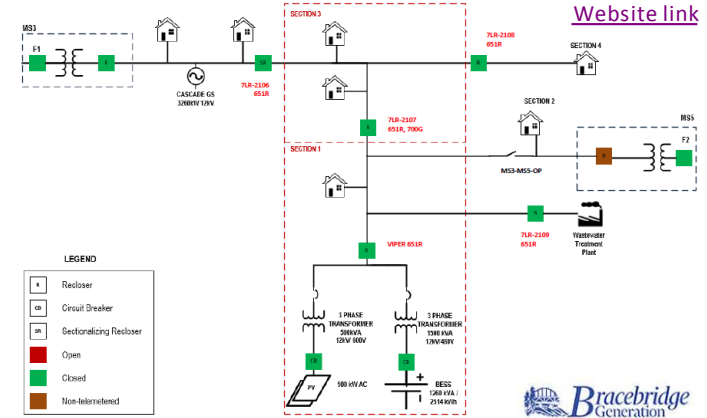 Website link
MS3
F1
R
SR
CASCADE GS
3260kW 12kV
7LR-2106
651R
SECTION 3
7LR-2107
651R, 700G
R
7LR-2108
651R
R
SECTION 4
SECTION 2
MS3-MS5-OP
MS5
F2
R
SECTION 1
7LR-2109
651R
R
Wastewater
Treatment
Plant
R
VIPER 651R
3 PHASE
TRANSFORMER
500kVA
12kV/600V
3 PHASE
TRANSFORMER
1500 kVA
12kV/480V
CB
CB
PV
500 kW AC
BESS
1260 kVA /
2514 kWh
LEGEND
R
Recloser
CB
Circuit Breaker
SR
Sectionalizing Recloser
Open
Closed
Non-telemetered
Bracebridge
Generation